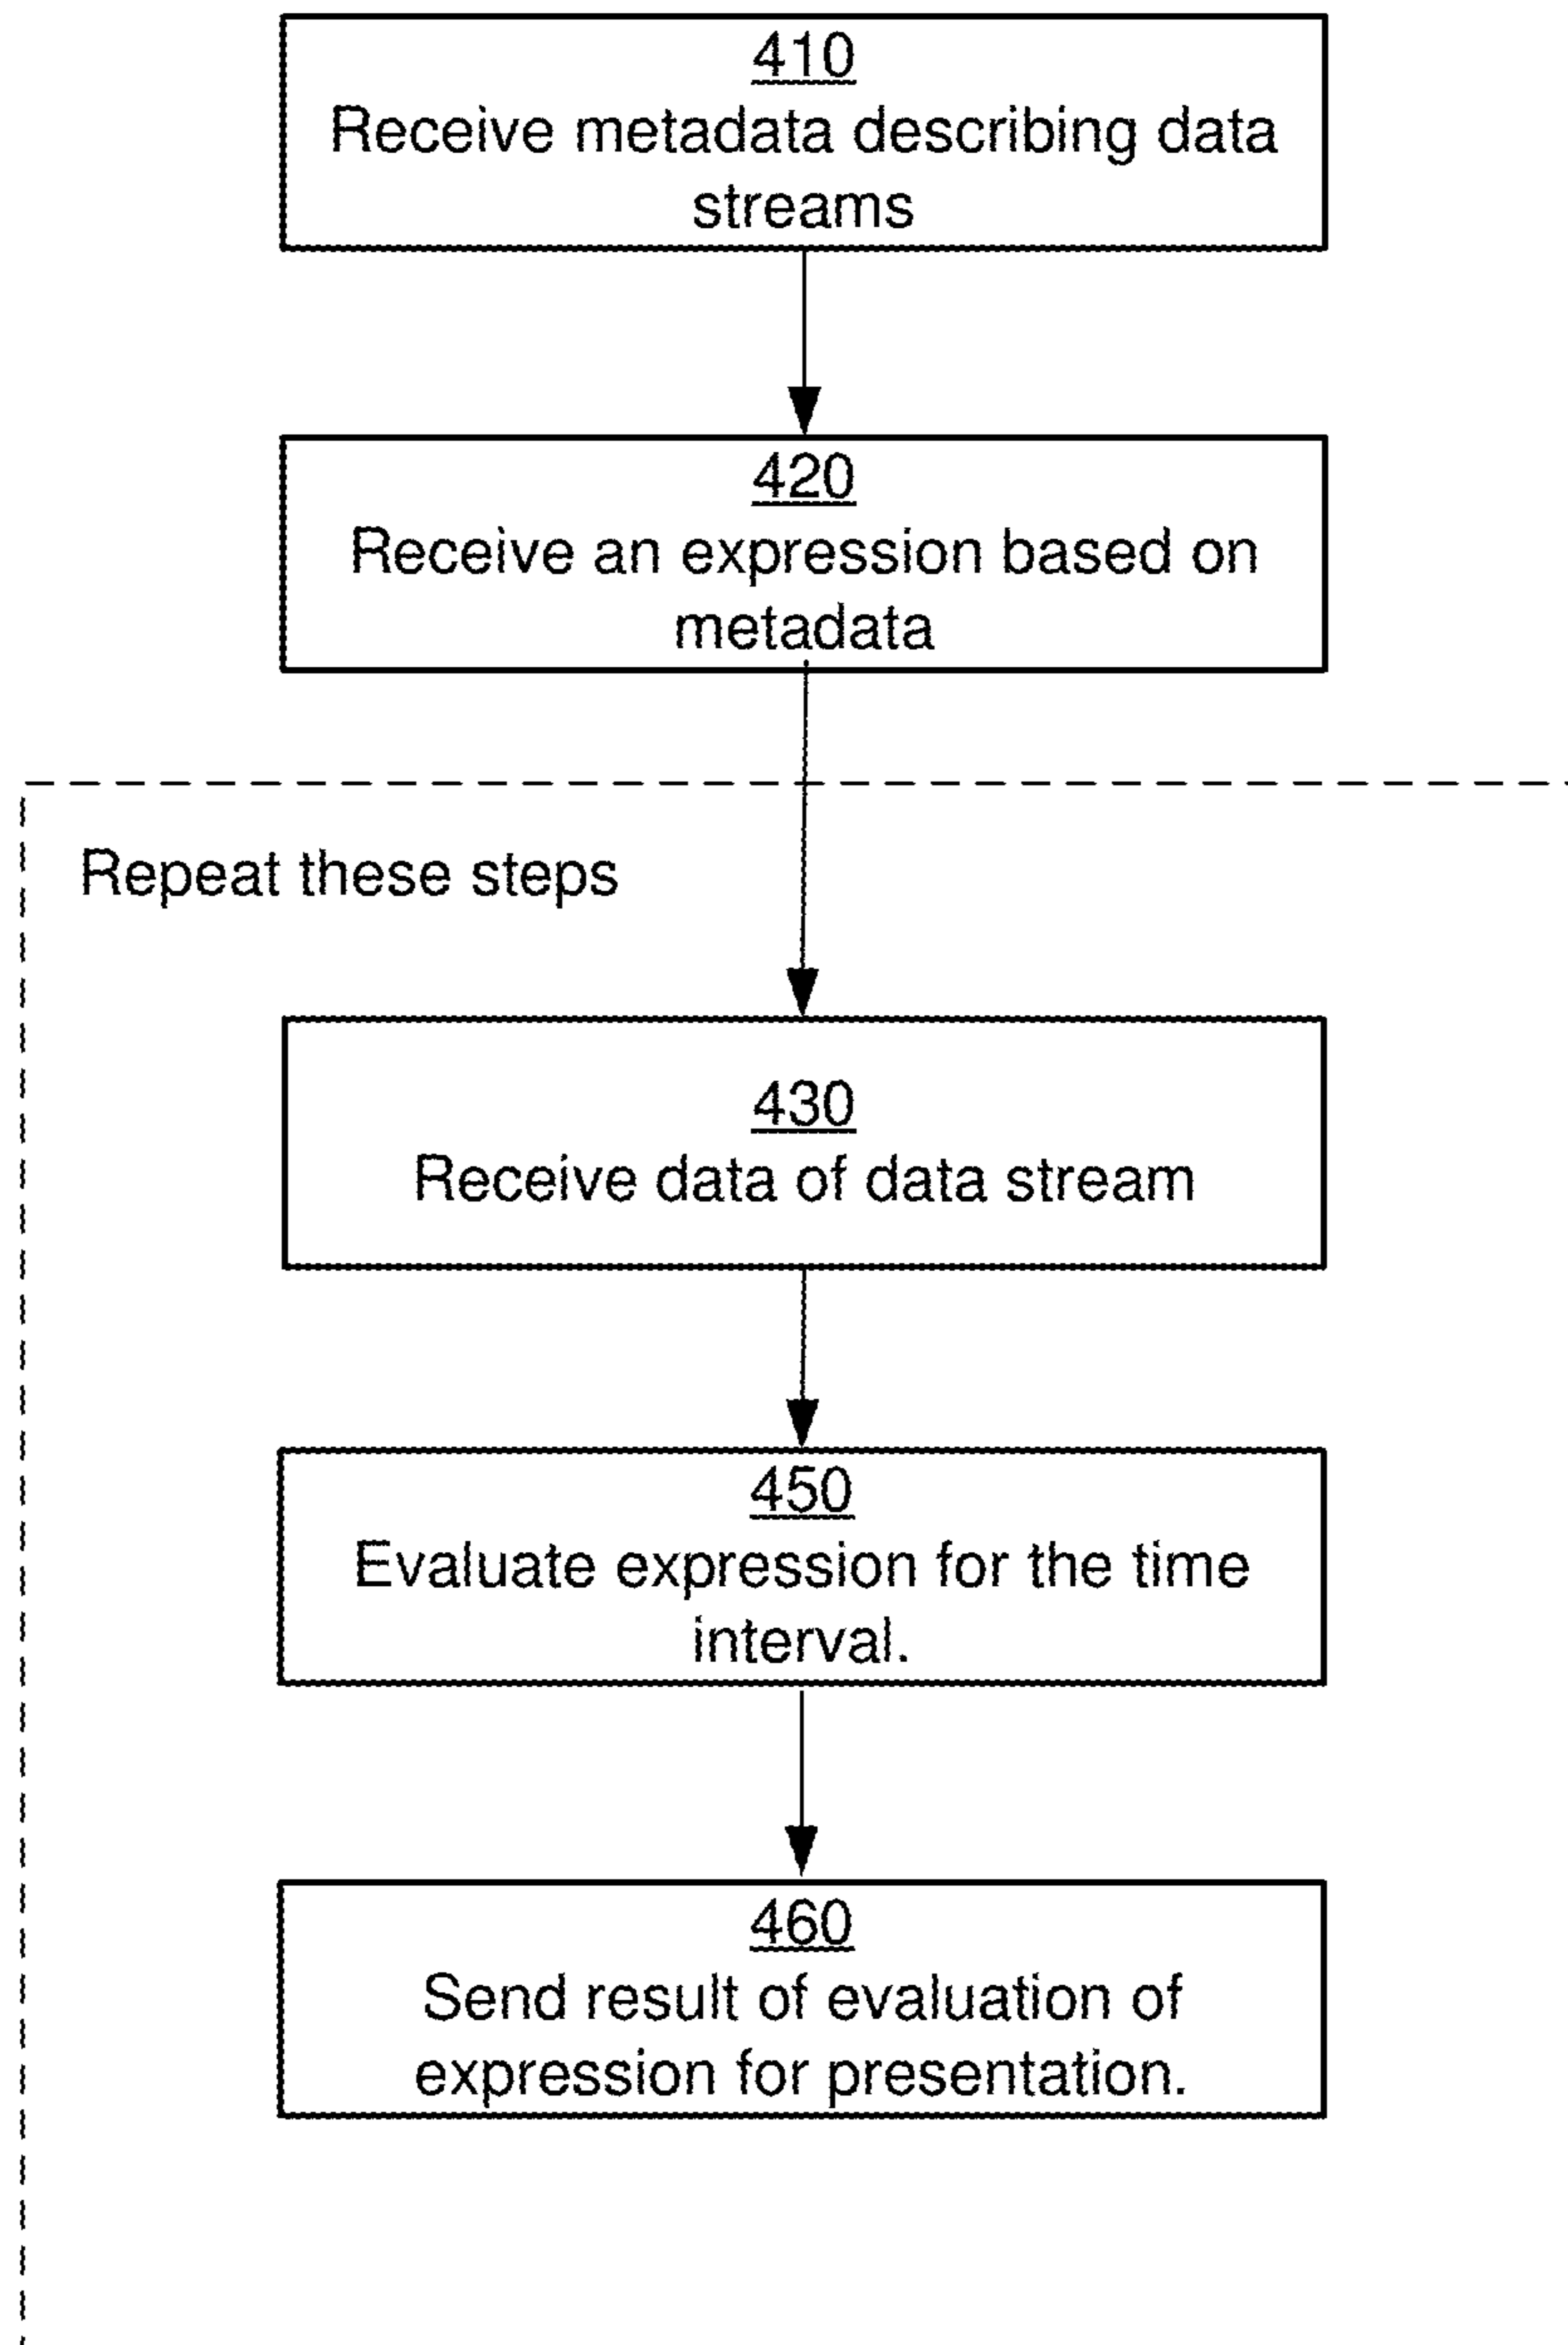 410
Receive metadata describing data
streams
420
Receive an expression based on
metadata
Repeat these steps
430
Receive data of data stream
450
Evaluate expression for the time
interval.
460
Send result of evaluation of
expression for presentation.